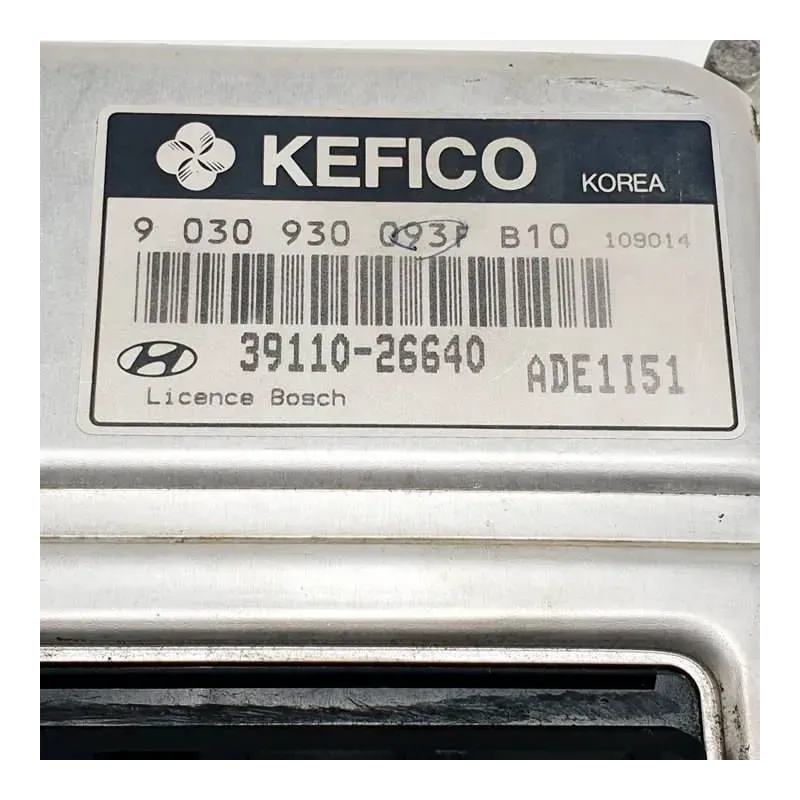 KEFICO
KOREA
9 030 930 093F B10 109014
39110-26640
ADE1I51
Licence Bosch